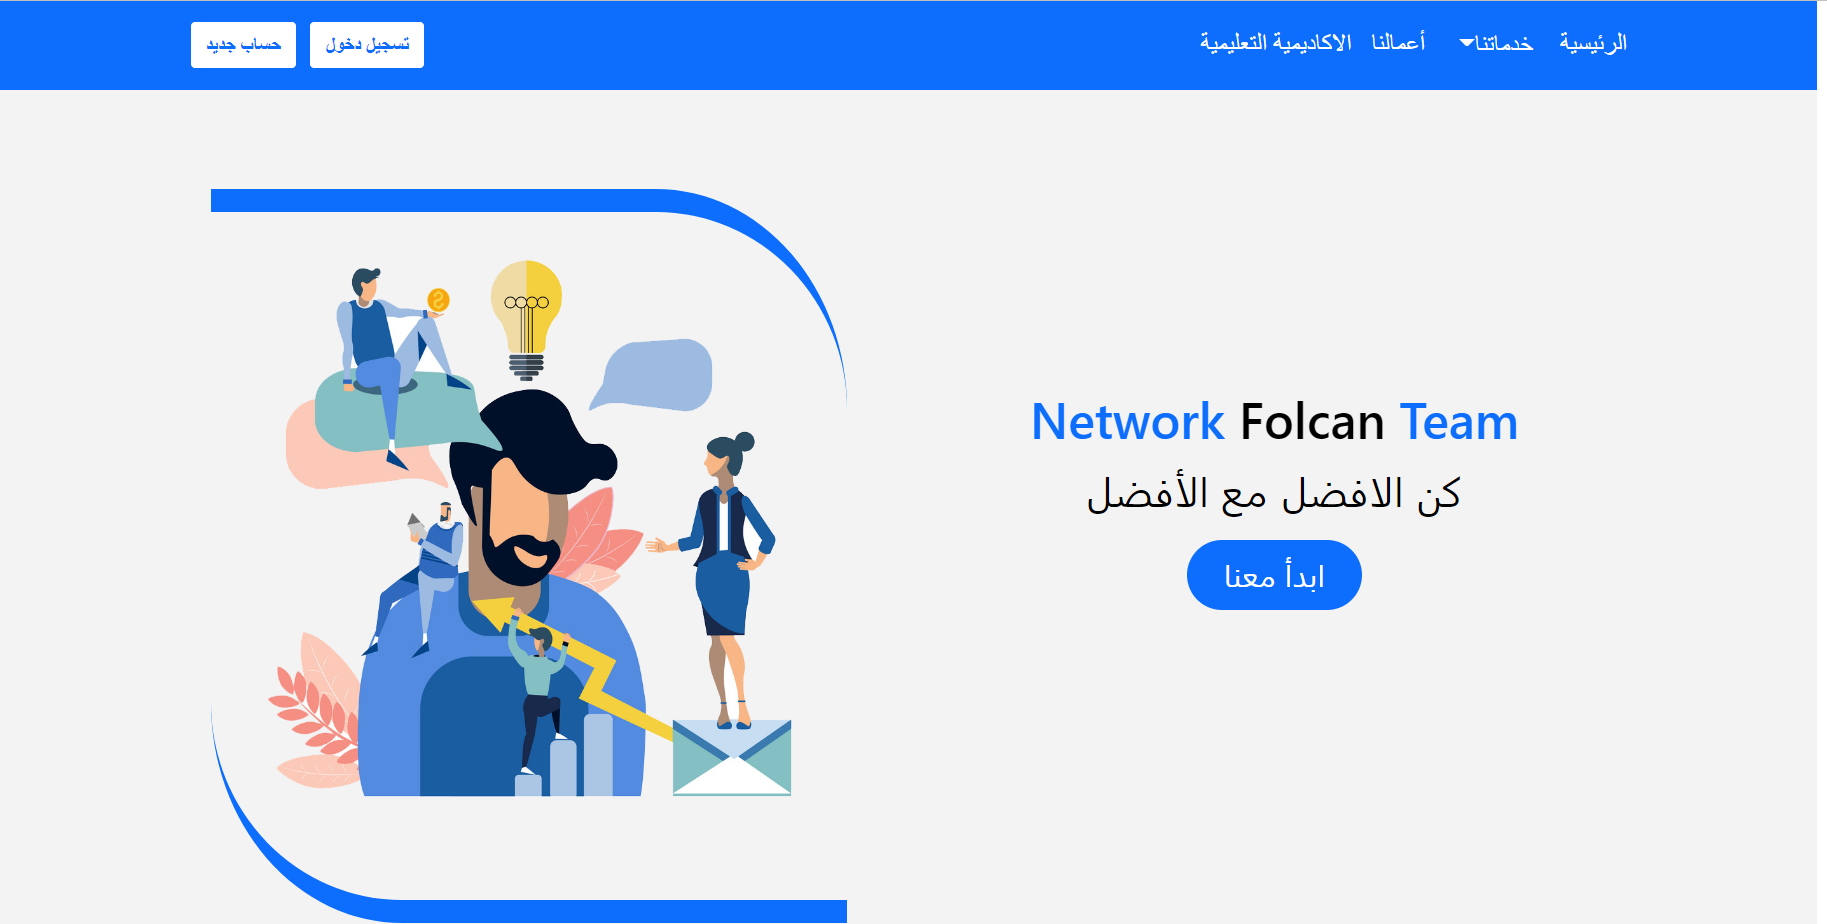 الرئيسية
خدماتنا
أعمالنا
الاكاديمية التعليمية
تسجيل دخول
حساب جديد
Network Folcan Team
كن الافضل مع الأفضل
ابدأ معنا